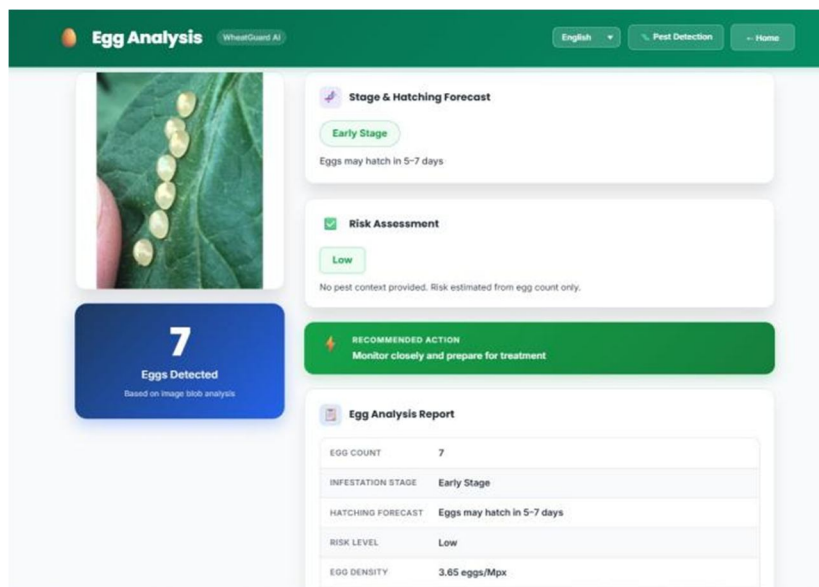 Egg Analysis WheatGuard AI English Pest Detection ← Home
Stage & Hatching Forecast
Early Stage
Eggs may hatch in 5–7 days
Risk Assessment
Low
No pest context provided. Risk estimated from egg count only.
7
Eggs Detected
Based on image blob analysis
RECOMMENDED ACTION
Monitor closely and prepare for treatment
Egg Analysis Report
EGG COUNT 7
INFESTATION STAGE Early Stage
HATCHING FORECAST Eggs may hatch in 5–7 days
RISK LEVEL Low
EGG DENSITY 3.65 eggs/Mpx